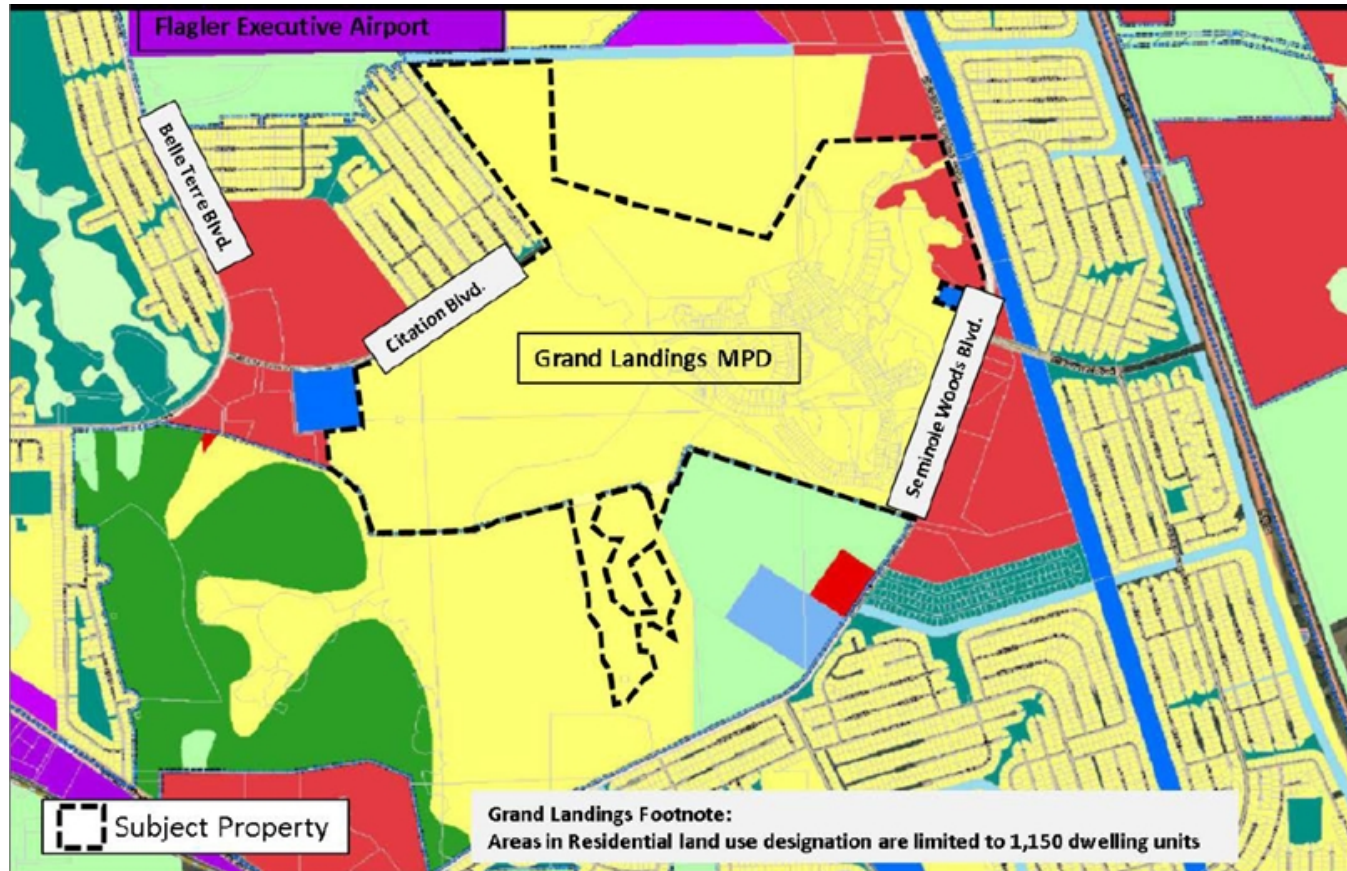 Flagler Executive Airport
Belle Terre Blvd.
Citation Blvd.
Grand Landings MPD
Seminole Woods Blvd.
Subject Property
Grand Landings Footnote:
Areas in Residential land use designation are limited to 1,150 dwelling units